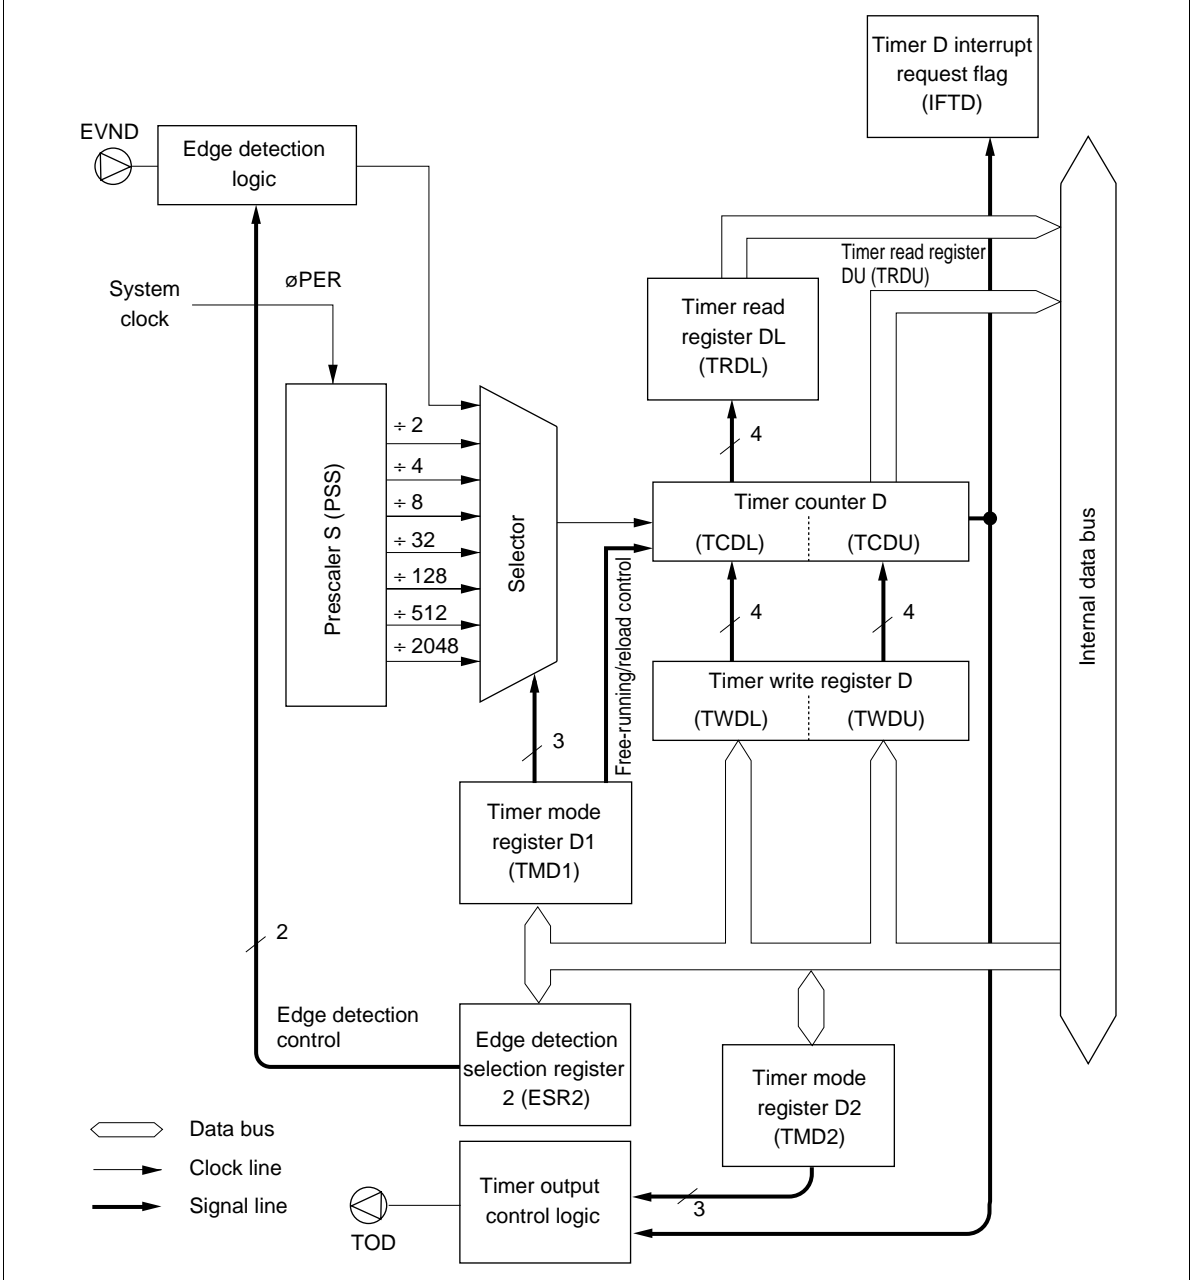 Timer D interrupt
request flag
(IFTD)
EVND
Edge detection
logic
Timer read register
DU (TRDU)
øPER
System
clock
Timer read
register DL
(TRDL)
÷ 2
÷ 4
÷ 8
÷ 32
÷ 128
÷ 512
÷ 2048
Prescaler S (PSS)
Selector
4
Timer counter D
(TCDL)
(TCDU)
Free-running/reload control
Internal data bus
4
4
Timer write register D
(TWDL)
(TWDU)
3
Timer mode
register D1
(TMD1)
2
Edge detection
control
Edge detection
selection register
2 (ESR2)
Timer mode
register D2
(TMD2)
Data bus
Clock line
Signal line
Timer output
control logic
3
TOD